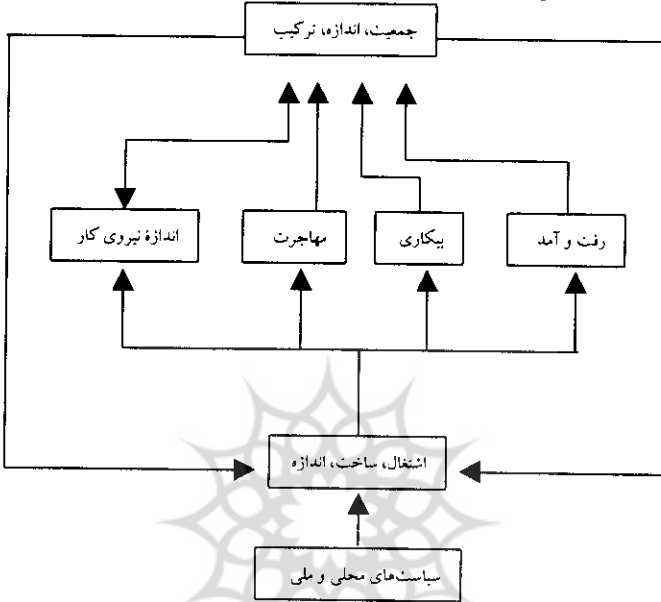 جمعیت، اندازه، ترکیب
رفت و آمد
بیکاری
مهاجرت
اندازهٔ نیروی کار
اشتغال، ساخت، اندازه
سیاست‌های محلی و ملی